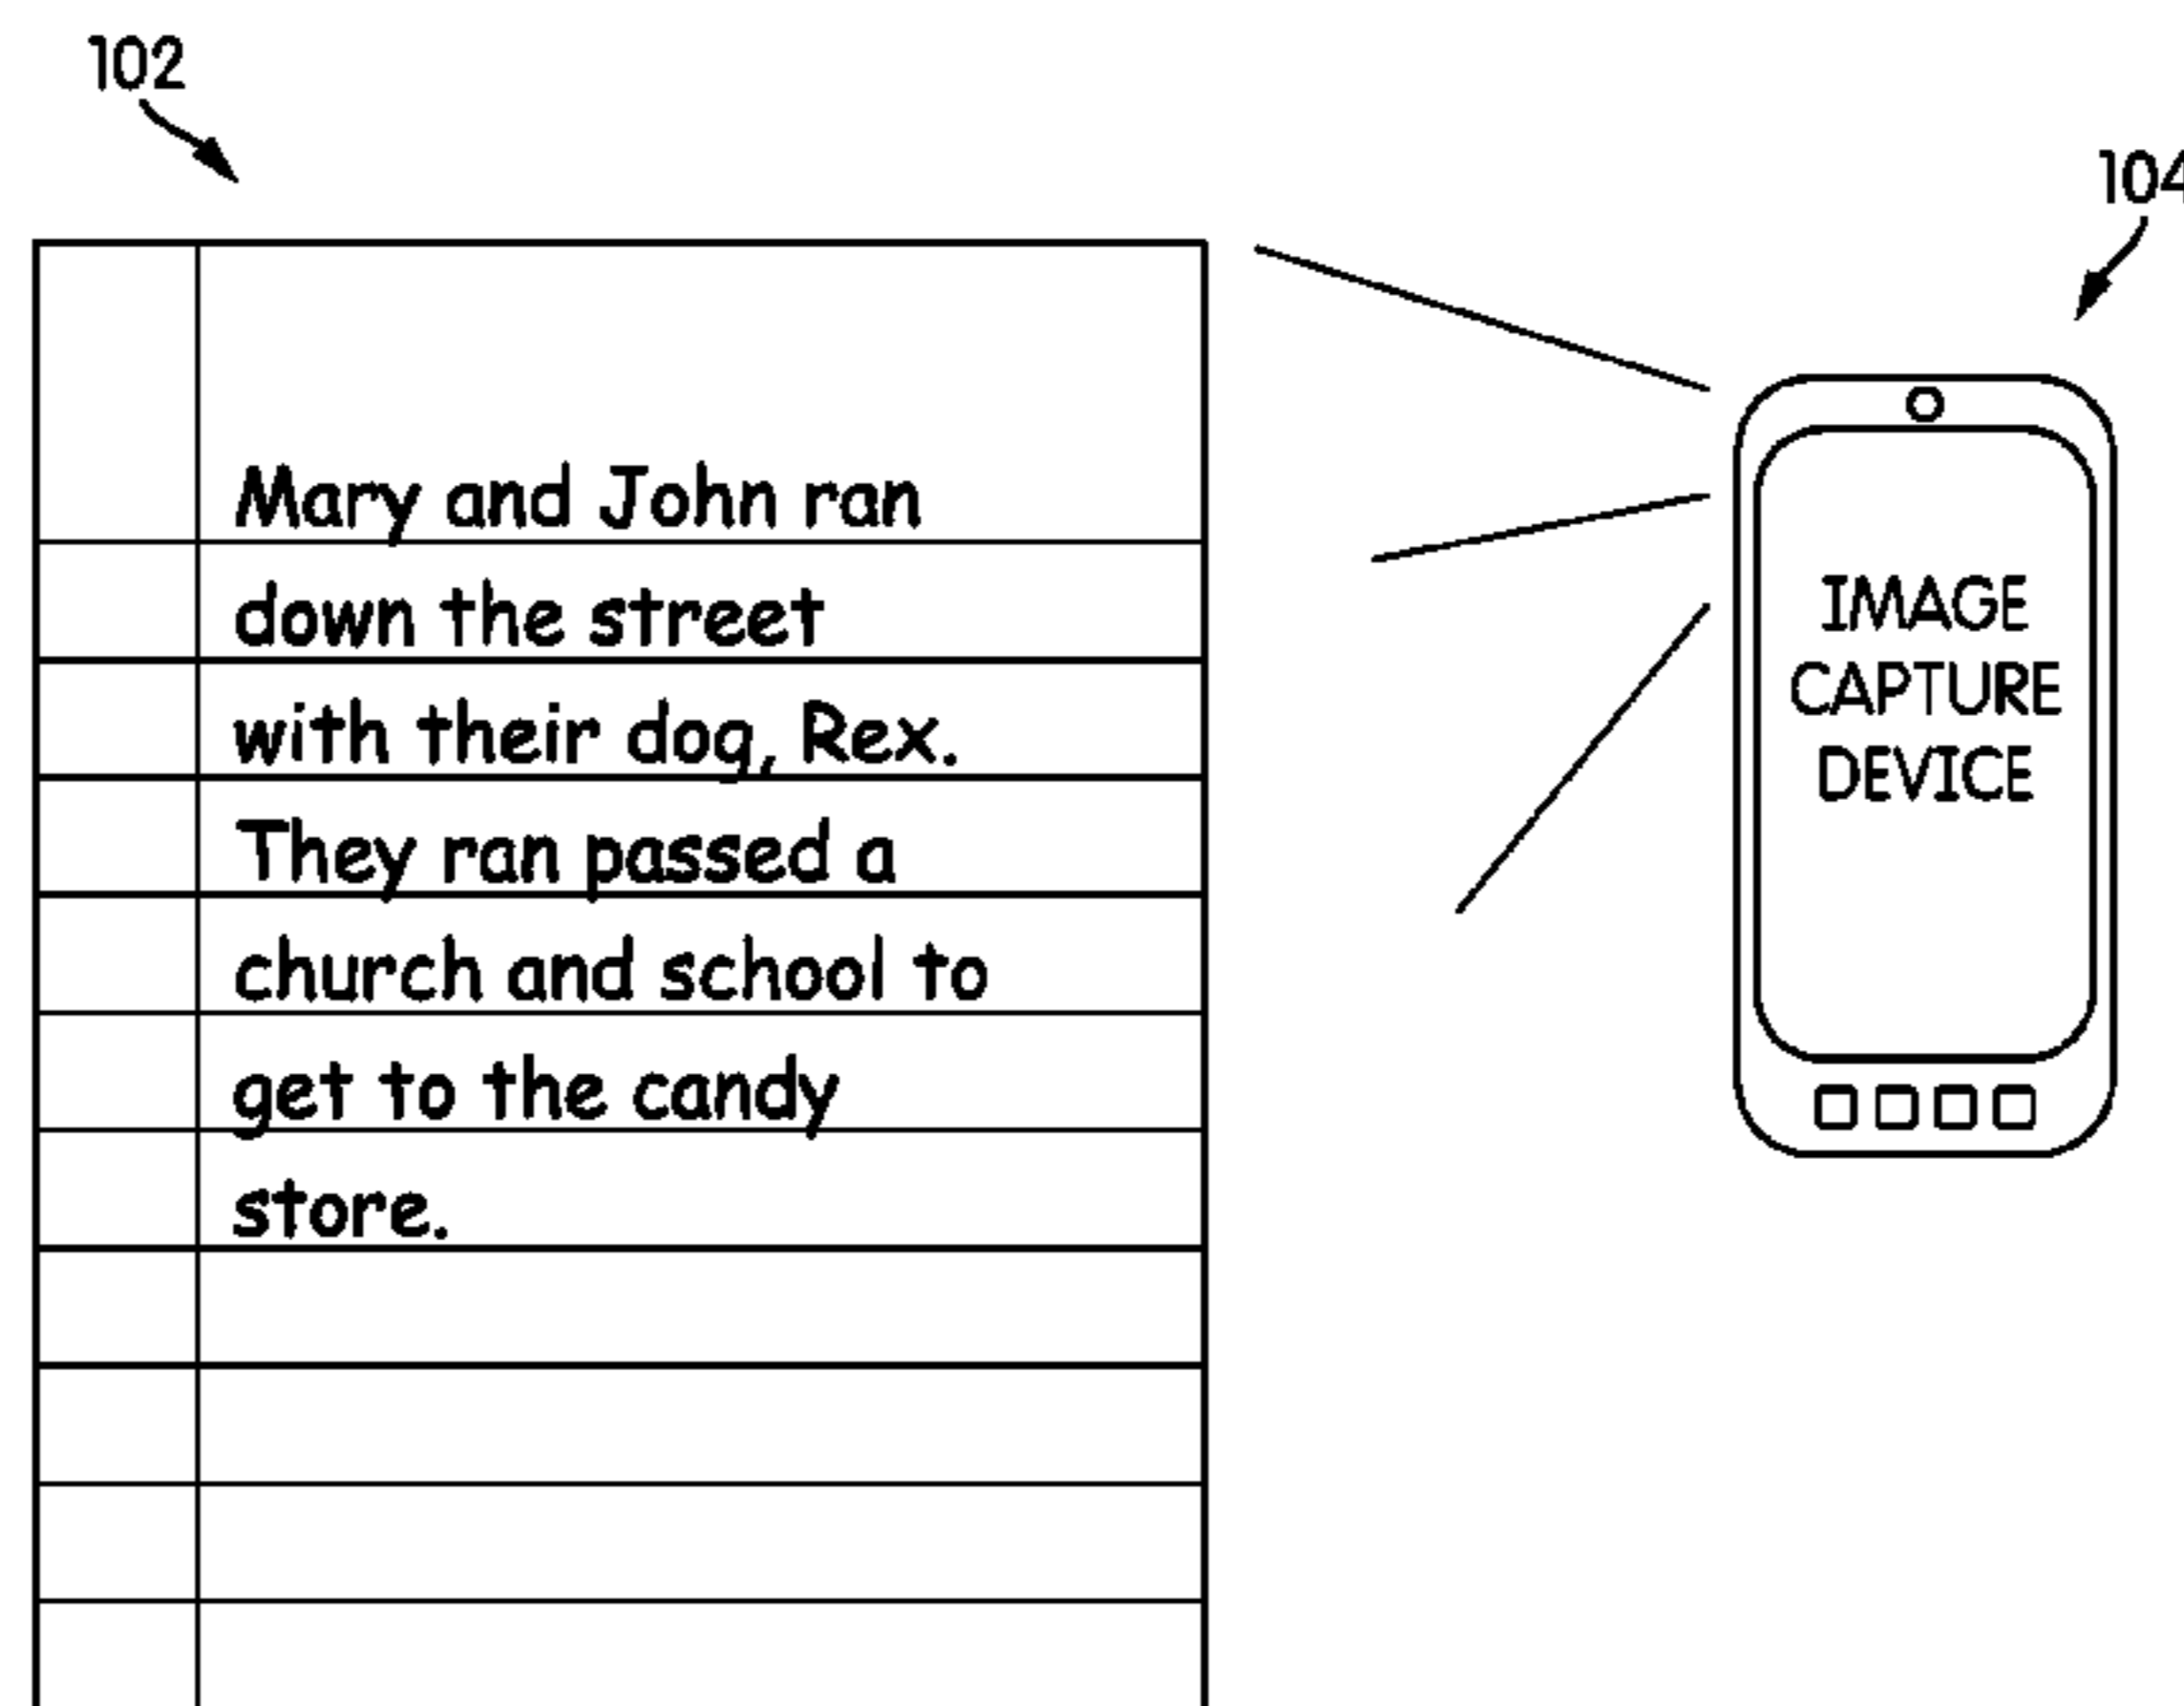 102
104
Mary and John ran
down the street
with their dog, Rex.
They ran passed a
church and school to
get to the candy
store.
IMAGE
CAPTURE
DEVICE